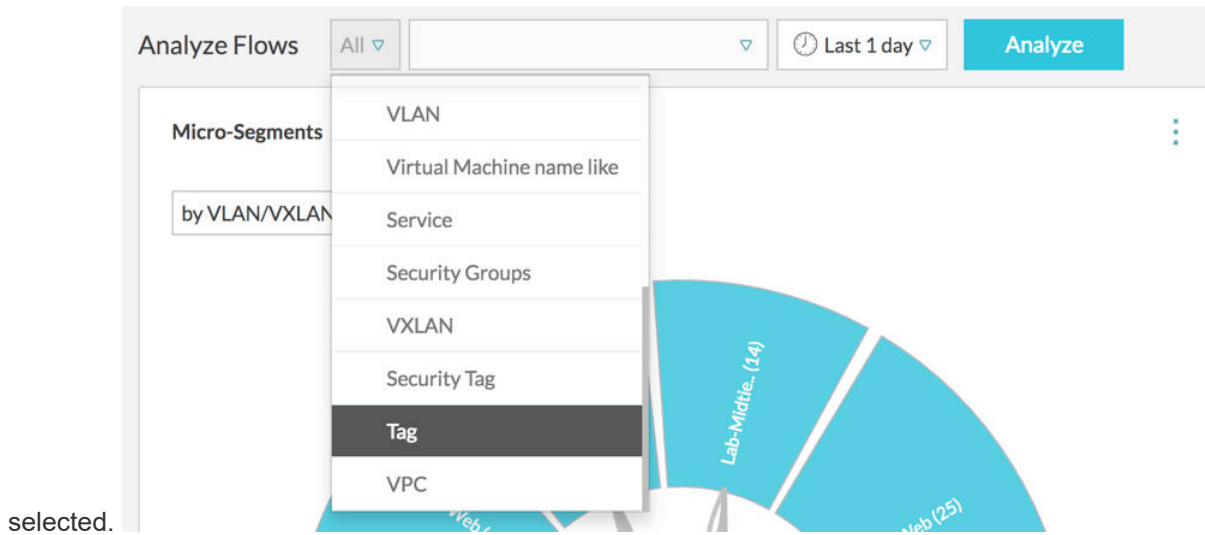 Analyze Flows All Last 1 day Analyze
Micro-Segments
by VLAN/VXLAN
VLAN
Virtual Machine name like
Service
Security Groups
VXLAN
Security Tag
Tag
VPC
Lab-Midtie.. (14)
Web (
Web (25)
selected.